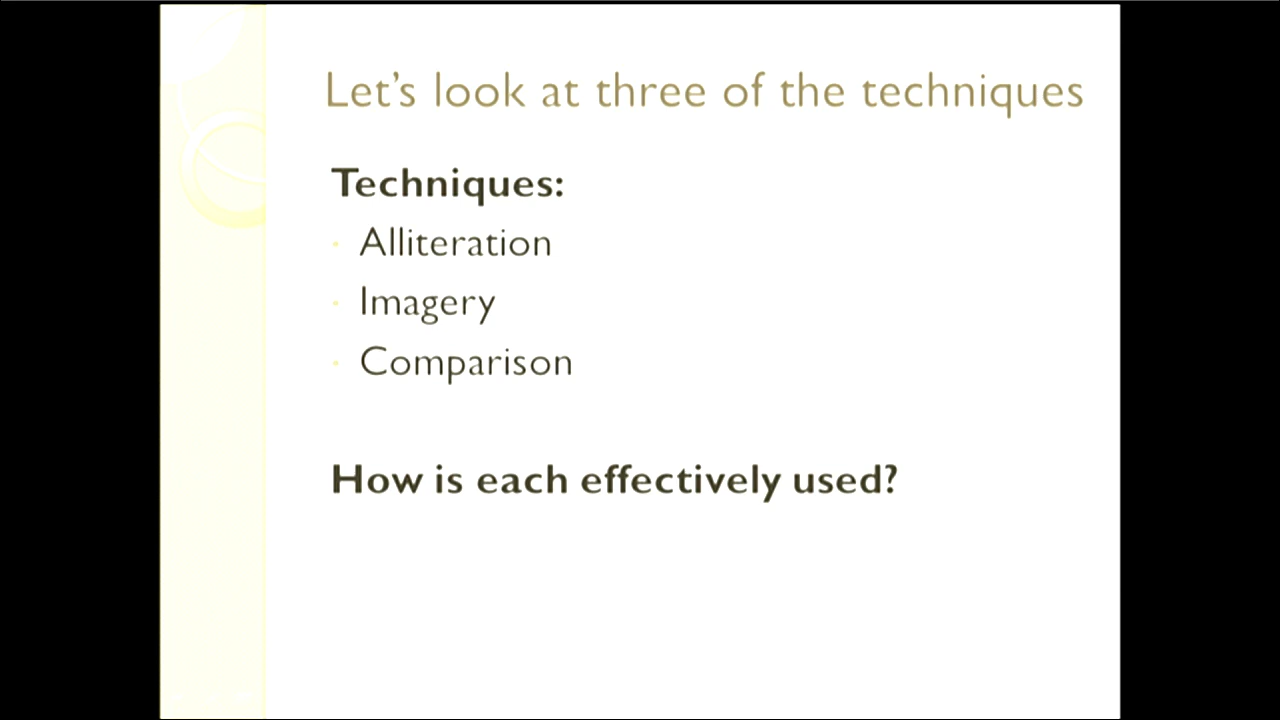 Let's look at three of the techniques
Techniques:
· Alliteration
· Imagery
· Comparison
How is each effectively used?